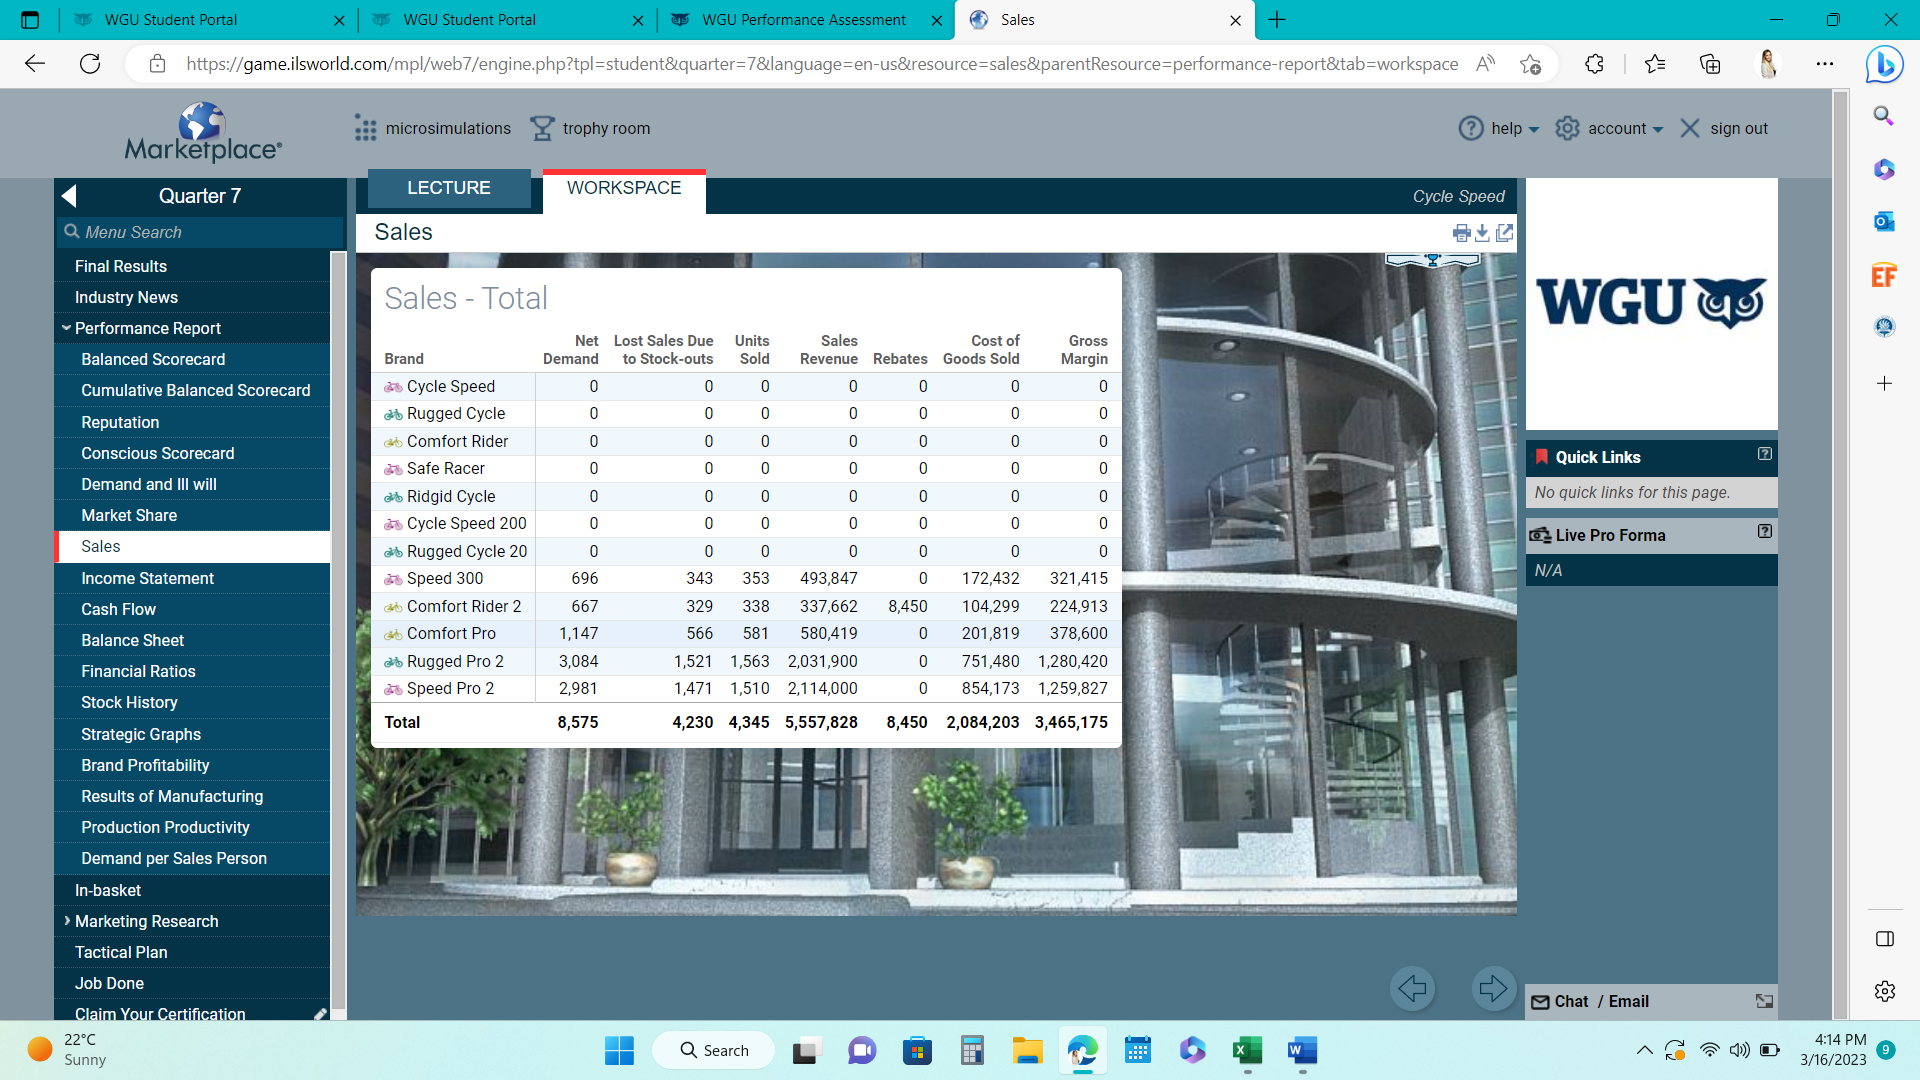 WGU Student Portal
WGU Student Portal
WGU Performance Assessment
Sales
https://game.ilsworld.com/mpl/web7/engine.php?tpl=student&quarter=7&language=en-us&resource=sales&parentResource=performance-report&tab=workspace
Marketplace
microsimulations
trophy room
help
account
sign out
Quarter 7
Menu Search
Final Results
Industry News
Performance Report
Balanced Scorecard
Cumulative Balanced Scorecard
Reputation
Conscious Scorecard
Demand and Ill will
Market Share
Sales
Income Statement
Cash Flow
Balance Sheet
Financial Ratios
Stock History
Strategic Graphs
Brand Profitability
Results of Manufacturing
Production Productivity
Demand per Sales Person
In-basket
Marketing Research
Tactical Plan
Job Done
Claim Your Certification
LECTURE
WORKSPACE
Cycle Speed
Sales
Sales - Total
Brand Net Demand Lost Sales Due to Stock-outs Units Sold Sales Revenue Rebates Cost of Goods Sold Gross Margin
Cycle Speed 0 0 0 0 0 0 0
Rugged Cycle 0 0 0 0 0 0 0
Comfort Rider 0 0 0 0 0 0 0
Safe Racer 0 0 0 0 0 0 0
Ridgid Cycle 0 0 0 0 0 0 0
Cycle Speed 200 0 0 0 0 0 0 0
Rugged Cycle 20 0 0 0 0 0 0 0
Speed 300 696 343 353 493,847 0 172,432 321,415
Comfort Rider 2 667 329 338 337,662 8,450 104,299 224,913
Comfort Pro 1,147 566 581 580,419 0 201,819 378,600
Rugged Pro 2 3,084 1,521 1,563 2,031,900 0 751,480 1,280,420
Speed Pro 2 2,981 1,471 1,510 2,114,000 0 854,173 1,259,827
Total 8,575 4,230 4,345 5,557,828 8,450 2,084,203 3,465,175
WGU
Quick Links
No quick links for this page.
Live Pro Forma
N/A
Chat / Email
EF
22°C
Sunny
Search
4:14 PM
3/16/2023
9